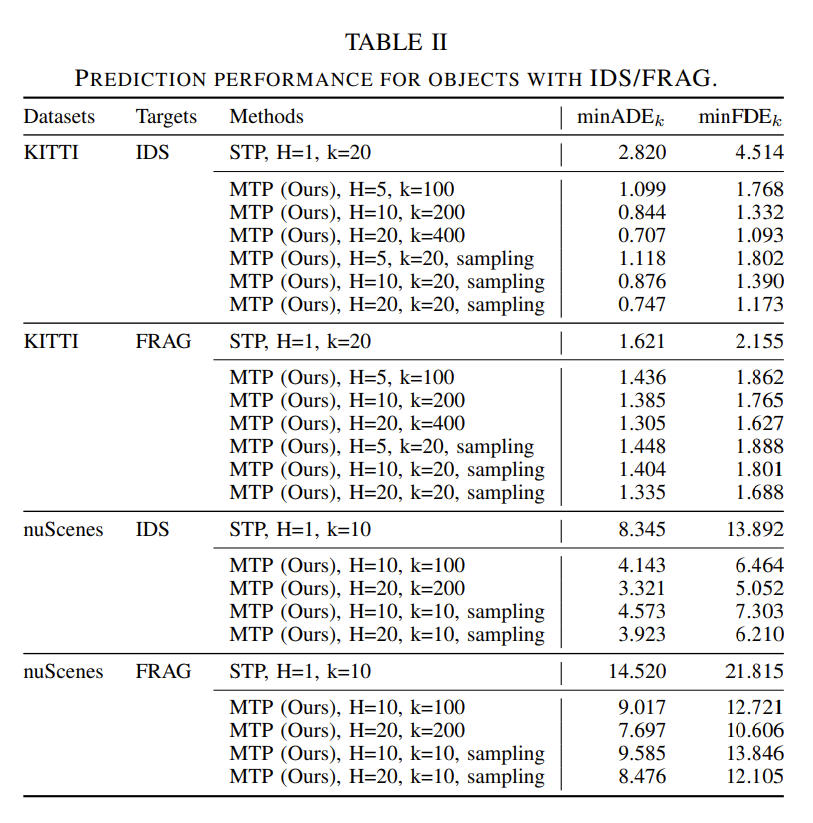 TABLE II
PREDICTION PERFORMANCE FOR OBJECTS WITH IDS/FRAG.
Datasets Targets Methods minADEk minFDEk
KITTI IDS STP, H=1, k=20 2.820 4.514
MTP (Ours), H=5, k=100 1.099 1.768
MTP (Ours), H=10, k=200 0.844 1.332
MTP (Ours), H=20, k=400 0.707 1.093
MTP (Ours), H=5, k=20, sampling 1.118 1.802
MTP (Ours), H=10, k=20, sampling 0.876 1.390
MTP (Ours), H=20, k=20, sampling 0.747 1.173
KITTI FRAG STP, H=1, k=20 1.621 2.155
MTP (Ours), H=5, k=100 1.436 1.862
MTP (Ours), H=10, k=200 1.385 1.765
MTP (Ours), H=20, k=400 1.305 1.627
MTP (Ours), H=5, k=20, sampling 1.448 1.888
MTP (Ours), H=10, k=20, sampling 1.404 1.801
MTP (Ours), H=20, k=20, sampling 1.335 1.688
nuScenes IDS STP, H=1, k=10 8.345 13.892
MTP (Ours), H=10, k=100 4.143 6.464
MTP (Ours), H=20, k=200 3.321 5.052
MTP (Ours), H=10, k=10, sampling 4.573 7.303
MTP (Ours), H=20, k=10, sampling 3.923 6.210
nuScenes FRAG STP, H=1, k=10 14.520 21.815
MTP (Ours), H=10, k=100 9.017 12.721
MTP (Ours), H=20, k=200 7.697 10.606
MTP (Ours), H=10, k=10, sampling 9.585 13.846
MTP (Ours), H=20, k=10, sampling 8.476 12.105